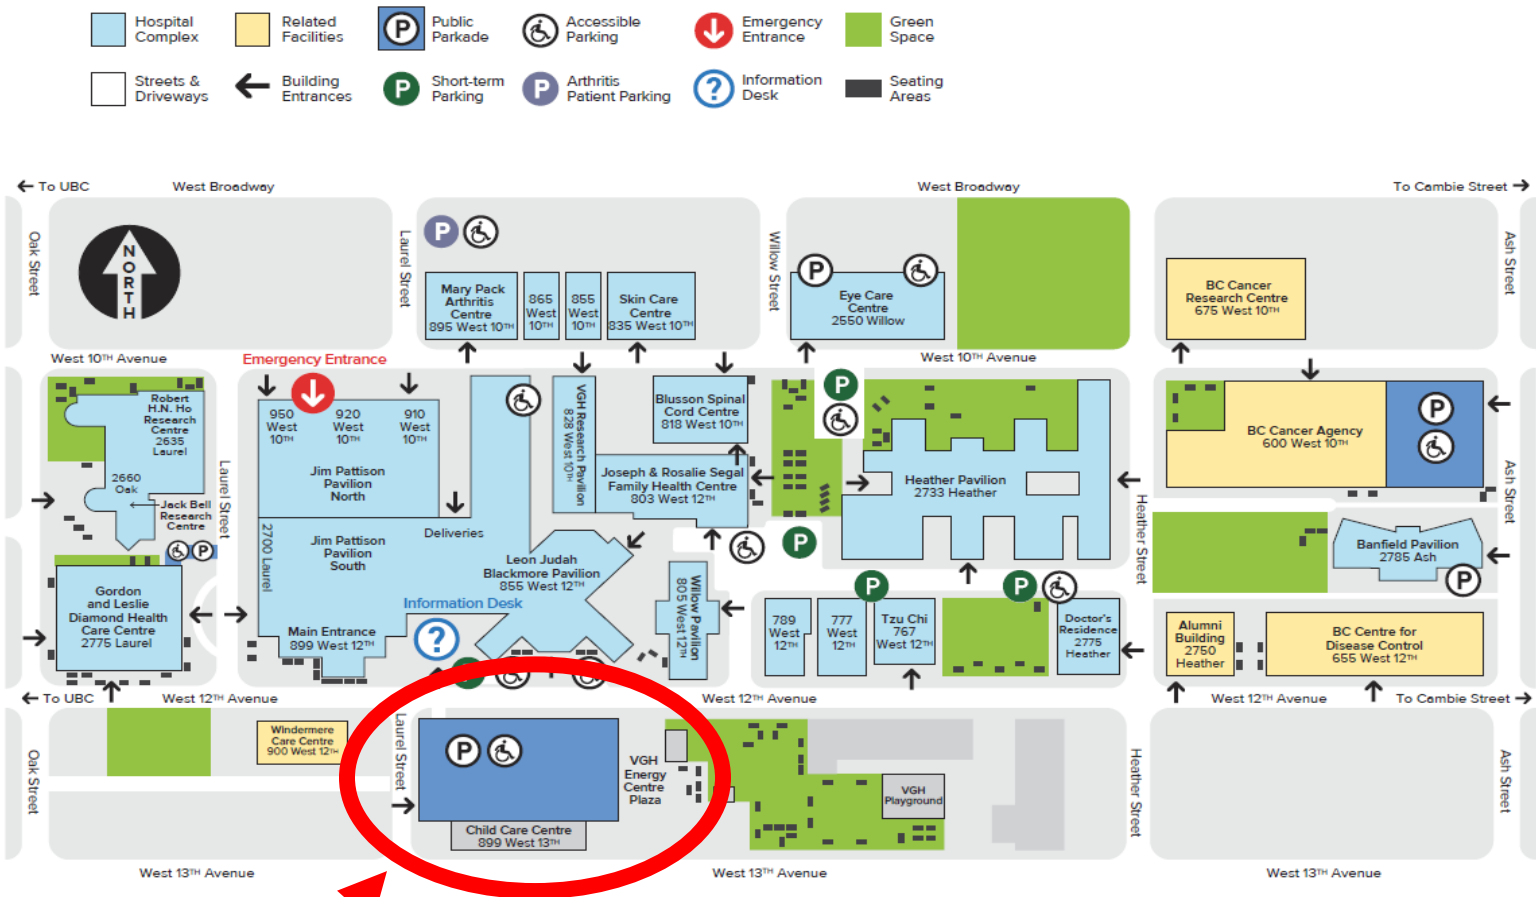 Hospital
Complex
Related
Facilities
P
Public
Parkade
Accessible
Parking
Emergency
Entrance
Green
Space
Streets &
Driveways
Building
Entrances
P
Short-term
Parking
P
Arthritis
Patient Parking
?
Information
Desk
Seating
Areas
To UBC
West Broadway
West Broadway
To Cambie Street
Oak Street
NORTH
Laurel Street
P
Mary Pack
Arthritis
Centre
895 West 10TH
865
West
10TH
855
West
10TH
Skin Care
Centre
835 West 10TH
Willow Street
P
Eye Care
Centre
2550 Willow
BC Cancer
Research Centre
675 West 10TH
Ash Street
West 10TH Avenue
Emergency Entrance
West 10TH Avenue
Robert
H.N. Ho
Research
Centre
2635
Laurel
2660
Oak
Jack Bell
Research
Centre
P
Laurel Street
950
West
10TH
920
West
10TH
910
West
10TH
Jim Pattison
Pavilion
North
2700 Laurel
Jim Pattison
Pavilion
South
Deliveries
VGH Research Pavilion
828 West 10TH
Blusson Spinal
Cord Centre
818 West 10TH
Joseph & Rosalie Segal
Family Health Centre
803 West 12TH
P
P
Heather Pavilion
2733 Heather
Heather Street
BC Cancer Agency
600 West 10TH
P
Ash Street
Banfield Pavilion
2785 Ash
P
Gordon
and Leslie
Diamond Health
Care Centre
2775 Laurel
Leon Judah
Blackmore Pavilion
855 West 12TH
Information Desk
?
Main Entrance
899 West 12TH
Willow Pavilion
805 West 12TH
789
West
12TH
777
West
12TH
P
Tzu Chi
767
West 12TH
P
Doctor's
Residence
2775
Heather
Alumni
Building
2750
Heather
BC Centre for
Disease Control
655 West 12TH
To UBC
West 12TH Avenue
West 12TH Avenue
West 12TH Avenue
To Cambie Street
Oak Street
Windermere
Care Centre
900 West 12TH
Laurel Street
P
VGH
Energy
Centre
Plaza
Child Care Centre
899 West 13TH
VGH
Playground
Heather Street
Ash Street
West 13TH Avenue
West 13TH Avenue
West 13TH Avenue